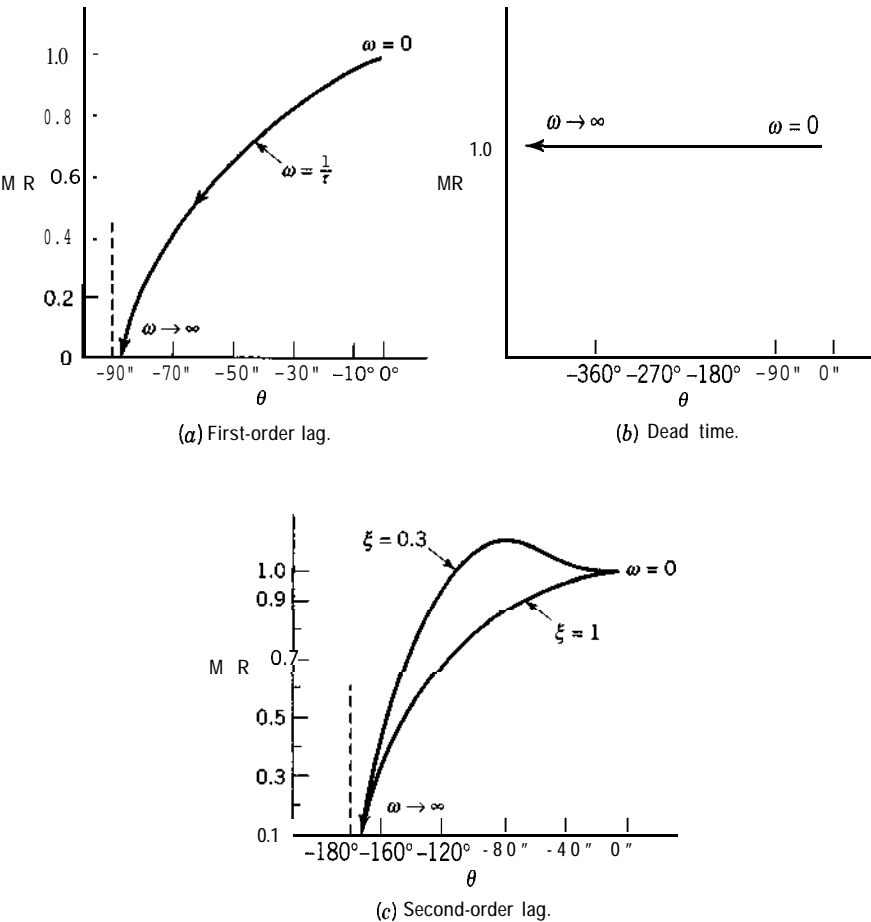 ω = 0
1.0
0.8
ω = 1/τ
M R
0.6
0.4
0.2
ω → ∞
0
-90" -70" -50" -30" -10° 0°
θ
(a) First-order lag.
ω → ∞
ω = 0
1.0
MR
-360° -270° -180° -90" 0"
θ
(b) Dead time.
ξ = 0.3
1.0
ω = 0
0.9
ξ = 1
0.7
M R
0.5
0.3
ω → ∞
0.1
-180° -160° -120° -80" -40" 0"
θ
(c) Second-order lag.